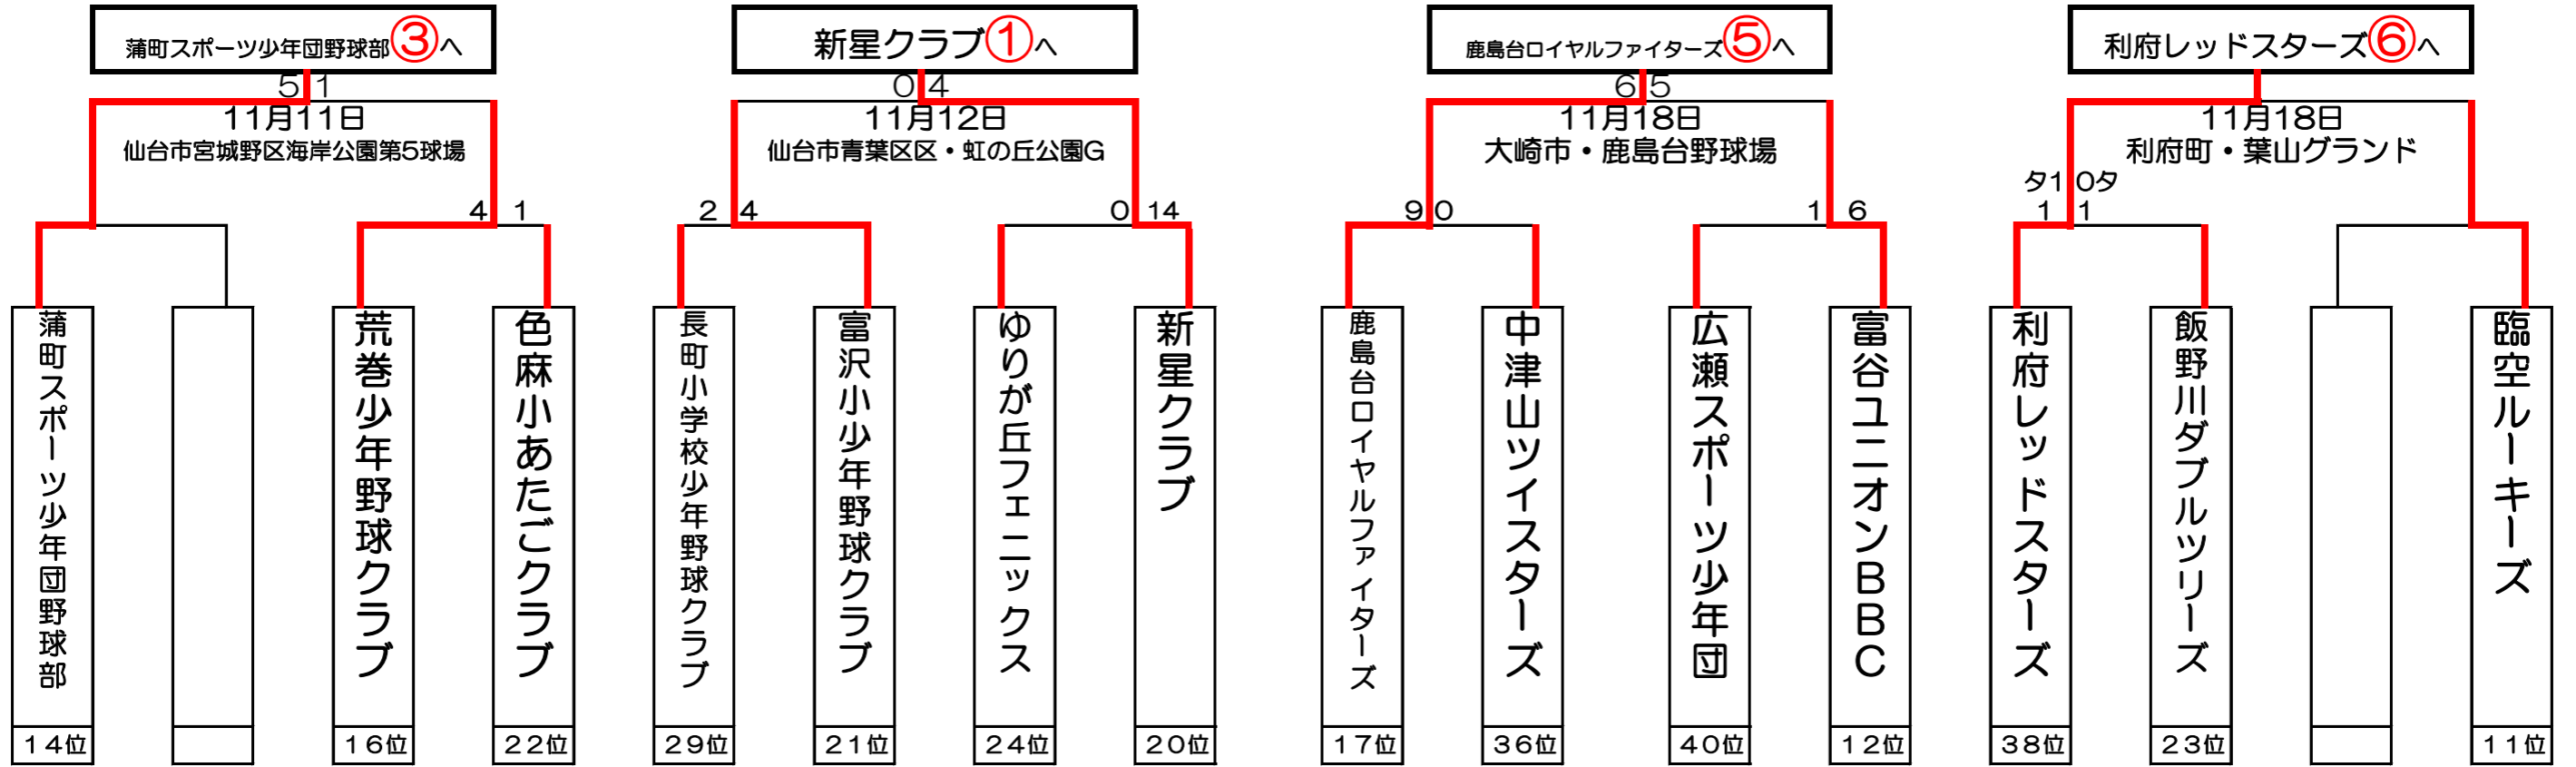 蒲町スポーツ少年団野球部③へ
5 1
11月11日
仙台市宮城野区海岸公園第5球場
4 1
蒲町スポーツ少年団野球部
14位
荒巻少年野球クラブ
16位
色麻小あたごクラブ
22位
新星クラブ①へ
0 4
11月12日
仙台市青葉区区・虹の丘公園G
2 4
0 14
長町小学校少年野球クラブ
29位
富沢小少年野球クラブ
21位
ゆりが丘フェニックス
24位
新星クラブ
20位
鹿島台ロイヤルファイターズ⑤へ
6 5
11月18日
大崎市・鹿島台野球場
9 0
1 6
鹿島台ロイヤルファイターズ
17位
中津山ツイスターズ
36位
広瀬スポーツ少年団
40位
富谷ユニオンBBC
12位
利府レッドスターズ⑥へ
11月18日
利府町・葉山グランド
タ1 0タ
1 1
利府レッドスターズ
38位
飯野川ダブルツリーズ
23位
臨空ルーキーズ
11位